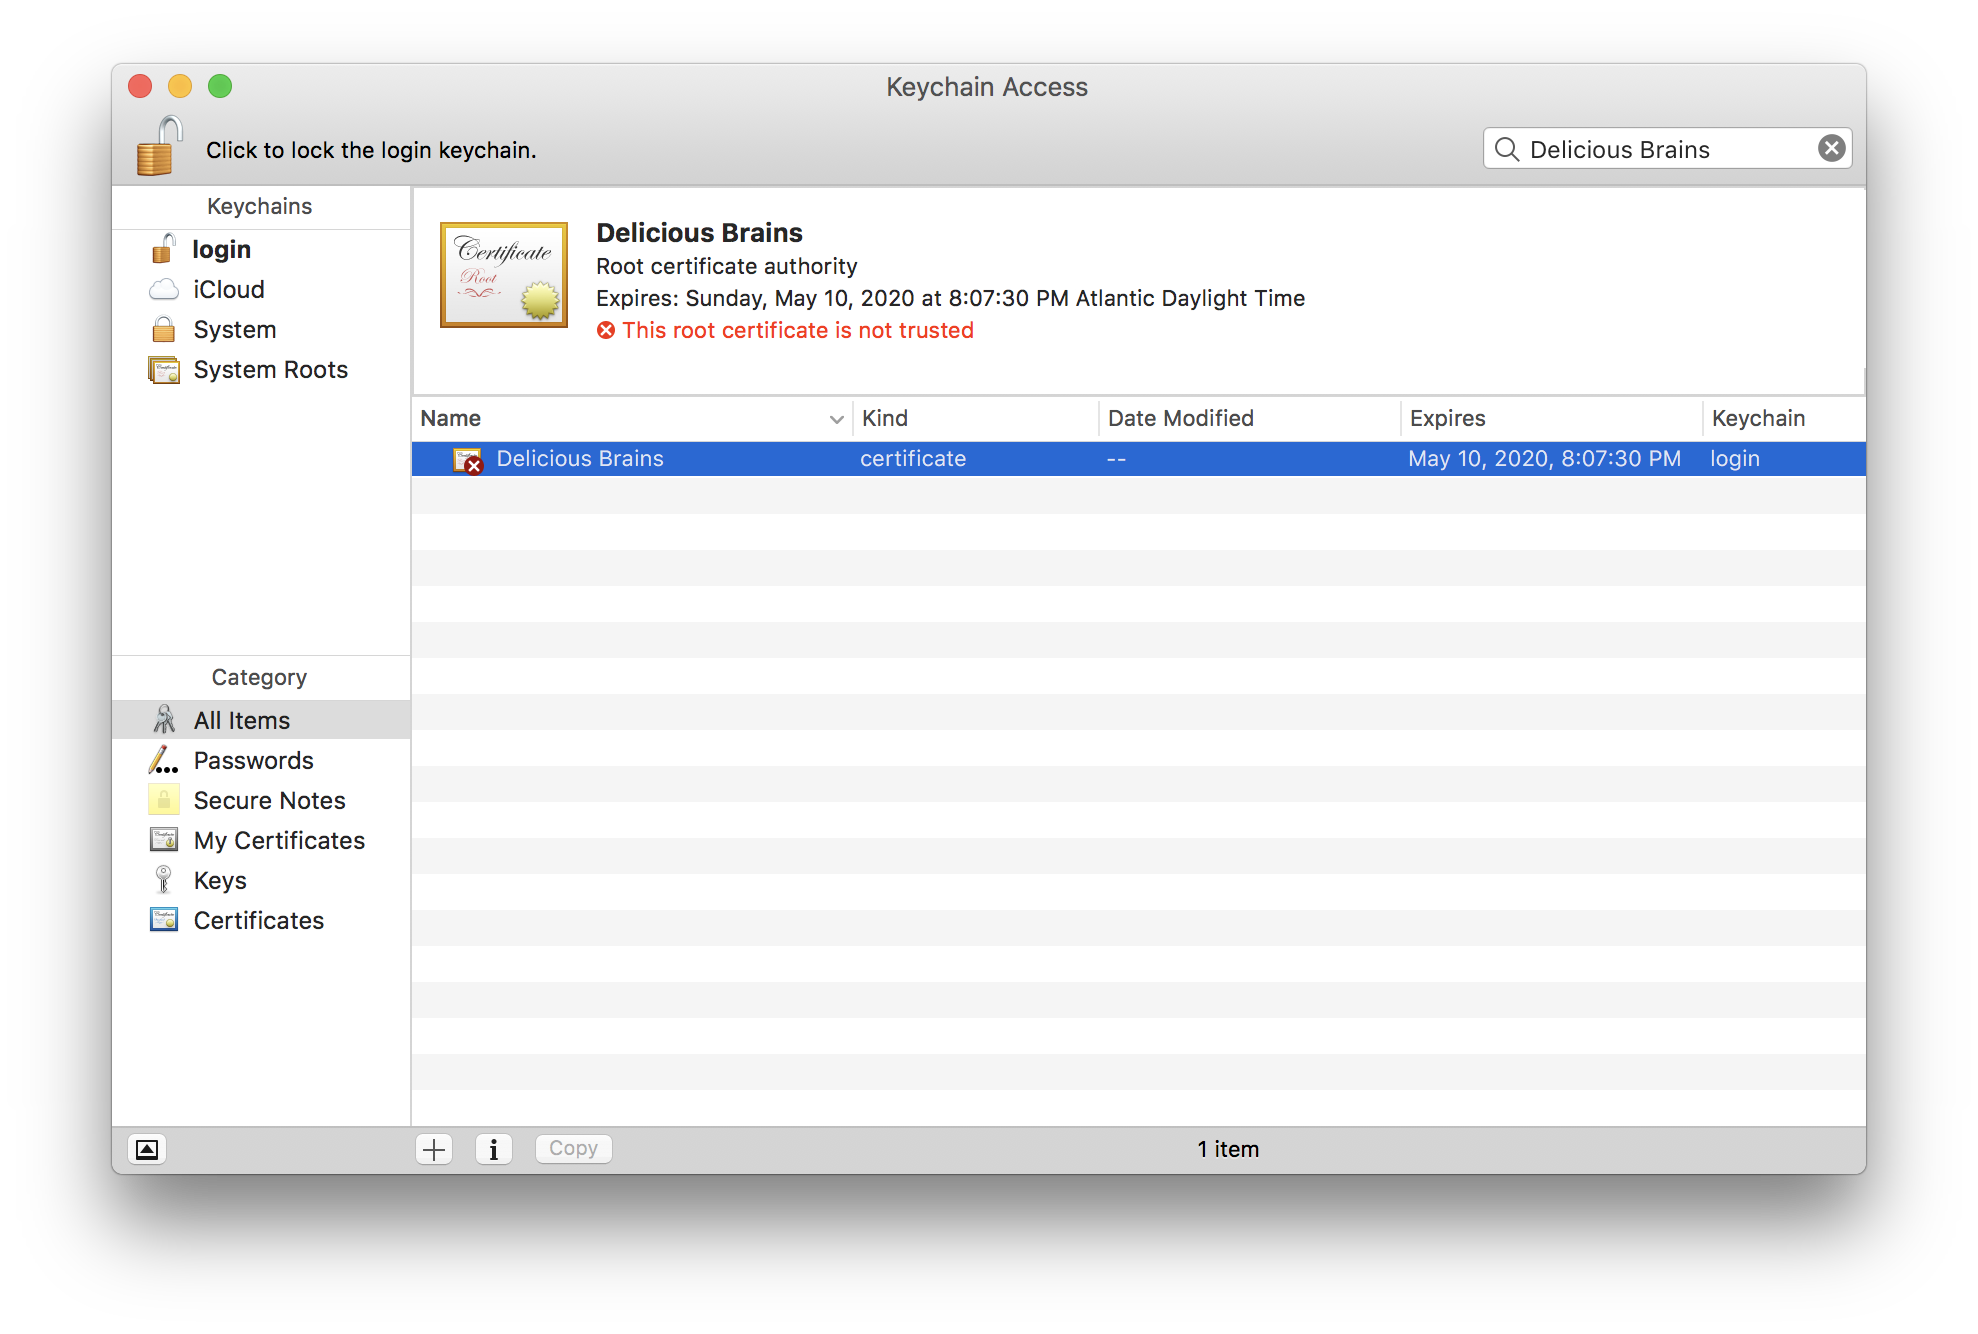 Keychain Access
Click to lock the login keychain.
Delicious Brains
Keychains
login
iCloud
System
System Roots
Certificate
Root
Delicious Brains
Root certificate authority
Expires: Sunday, May 10, 2020 at 8:07:30 PM Atlantic Daylight Time
This root certificate is not trusted
Name Kind Date Modified Expires Keychain
Delicious Brains certificate -- May 10, 2020, 8:07:30 PM login
Category
All Items
Passwords
Secure Notes
My Certificates
Keys
Certificates
Copy
1 item